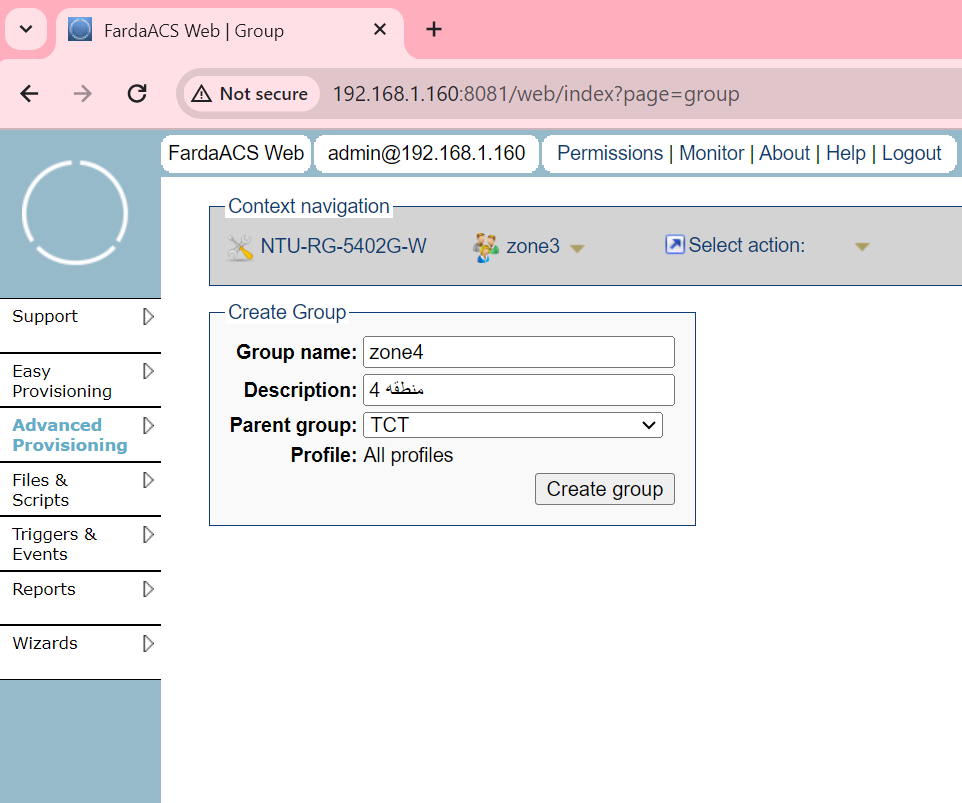 FardaACS Web | Group
Not secure 192.168.1.160:8081/web/index?page=group
FardaACS Web admin@192.168.1.160 Permissions | Monitor | About | Help | Logout
Context navigation
NTU-RG-5402G-W zone3 Select action:
Support
Easy Provisioning
Advanced Provisioning
Files & Scripts
Triggers & Events
Reports
Wizards
Create Group
Group name: zone4
Description: منطقه 4
Parent group: TCT
Profile: All profiles
Create group